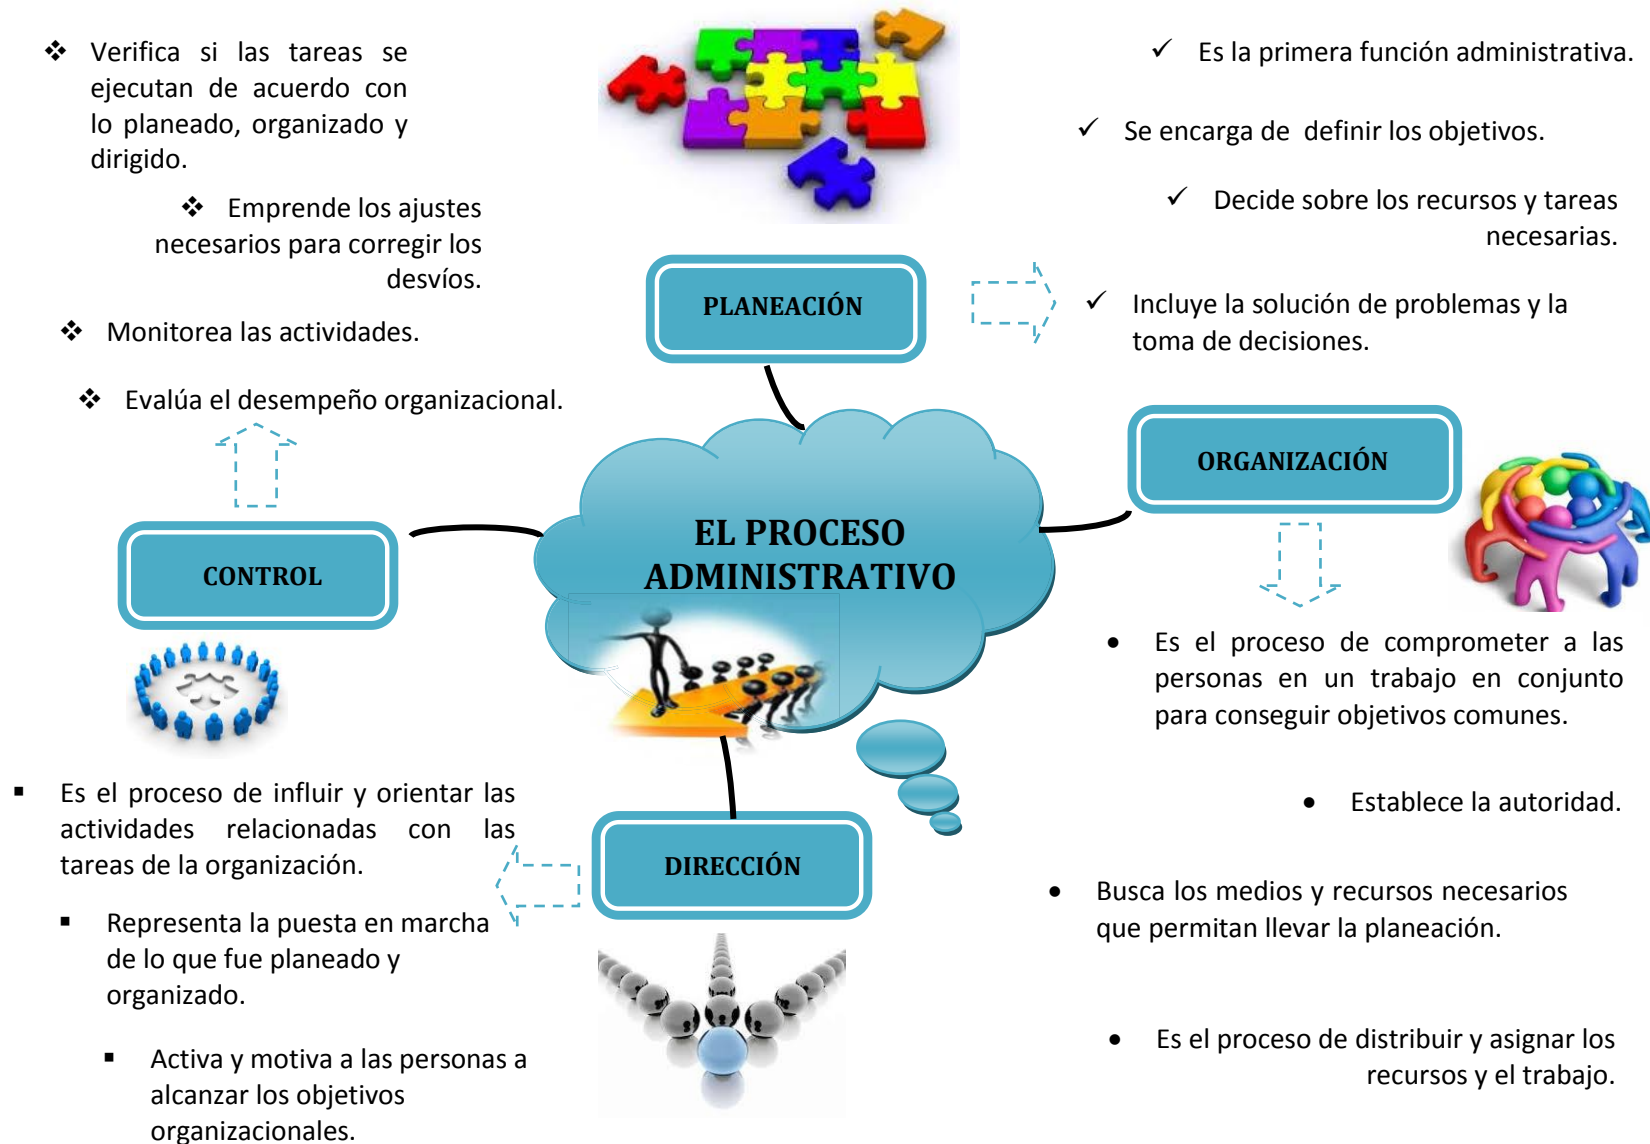 EL PROCESO
ADMINISTRATIVO
PLANEACIÓN
✓ Es la primera función administrativa.
✓ Se encarga de definir los objetivos.
✓ Decide sobre los recursos y tareas
necesarias.
✓ Incluye la solución de problemas y la
toma de decisiones.
ORGANIZACIÓN
• Es el proceso de comprometer a las
personas en un trabajo en conjunto
para conseguir objetivos comunes.
• Establece la autoridad.
• Busca los medios y recursos necesarios
que permitan llevar la planeación.
• Es el proceso de distribuir y asignar los
recursos y el trabajo.
DIRECCIÓN
▪ Es el proceso de influir y orientar las
actividades relacionadas con las
tareas de la organización.
▪ Representa la puesta en marcha
de lo que fue planeado y
organizado.
▪ Activa y motiva a las personas a
alcanzar los objetivos
organizacionales.
CONTROL
❖ Verifica si las tareas se
ejecutan de acuerdo con
lo planeado, organizado y
dirigido.
❖ Emprende los ajustes
necesarios para corregir los
desvíos.
❖ Monitorea las actividades.
❖ Evalúa el desempeño organizacional.